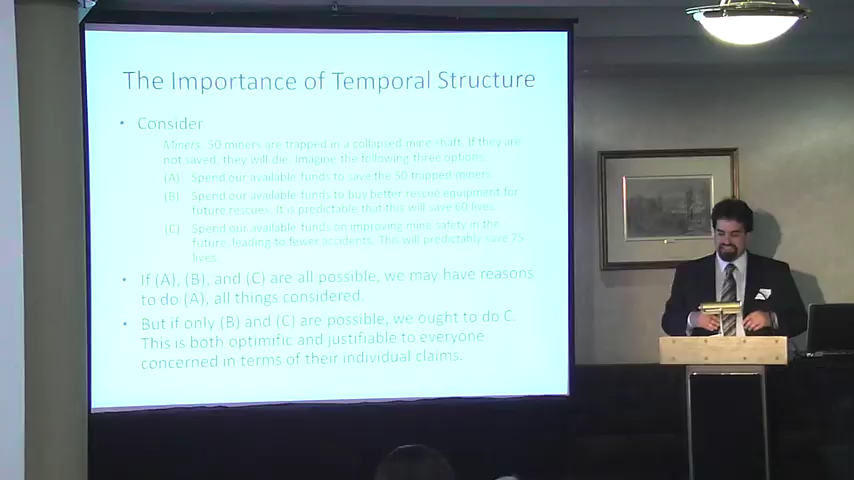 The Importance of Temporal Structure
• Consider
Miners. 50 miners are trapped in a collapsed mine shaft. If they are
not saved, they will die. Imagine the following three options:
(A) Spend our available funds to save the 50 trapped miners.
(B) Spend our available funds to buy better rescue equipment for
future rescues. It is predictable that this will save 60 lives.
(C) Spend our available funds on improving mine safety in the
future, leading to fewer accidents. This will predictably save 75
lives.
• If (A), (B), and (C) are all possible, we may have reasons
to do (A), all things considered.
• But if only (B) and (C) are possible, we ought to do C.
This is both optimific and justifiable to everyone
concerned in terms of their individual claims.